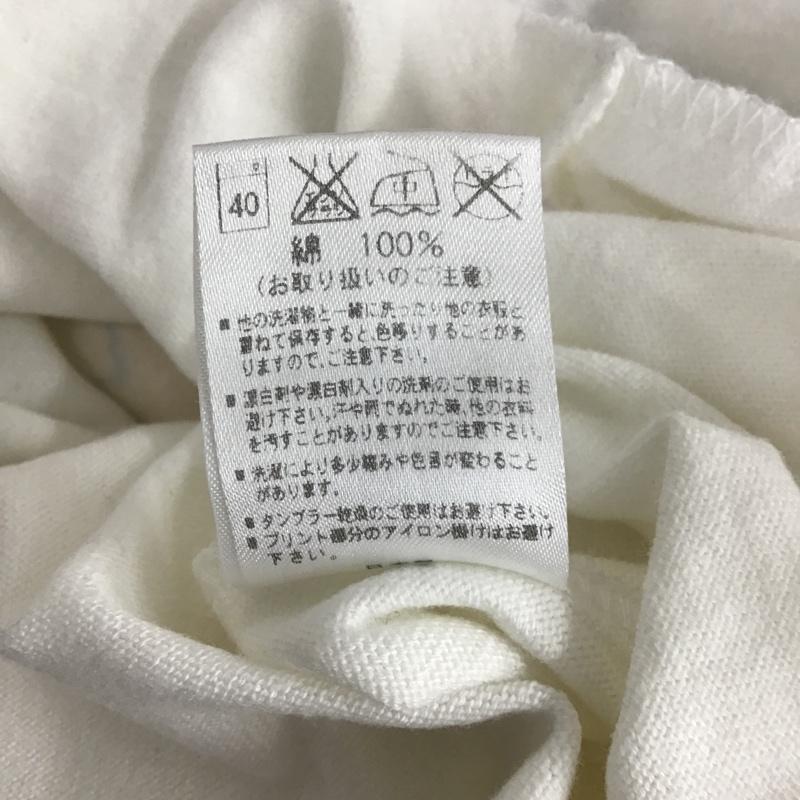 40
中
綿 100%
(お取り扱いのご注意)
■ 他の洗濯物と一緒に洗ったり他の衣服と
重ねて保存すると、色移りすることがあ
りますので、ご注意下さい。
■ 漂白剤や漂白剤入りの洗剤のご使用はお
避け下さい。汗や雨でぬれた時、他の衣料
を汚すことがありますのでご注意下さい。
■ 洗濯により多少縮みや色目が変わること
があります。
■ タンブラー乾燥のご使用はお避け下さい。
■ プリント部分のアイロン掛けはお避け
下さい。